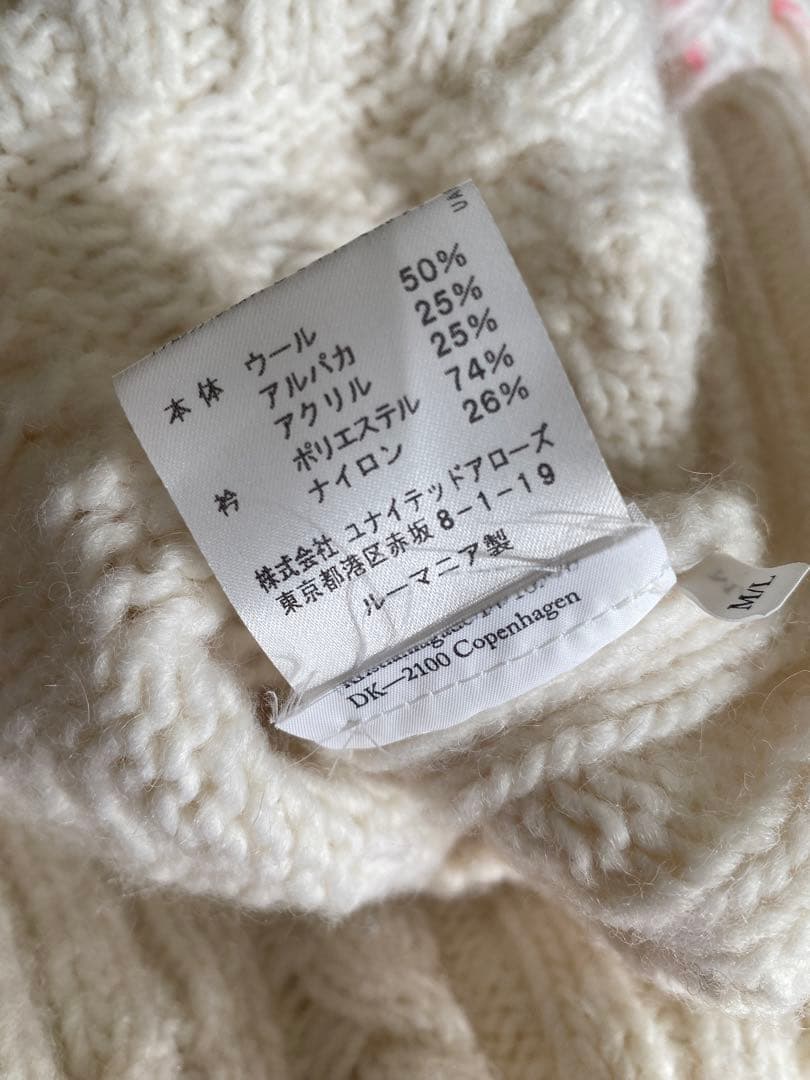 本体 ウール 50%
アルパカ 25%
アクリル 25%
衿 ポリエステル 74%
ナイロン 26%
株式会社 ユナイテッドアローズ
東京都港区赤坂 8-1-19
ルーマニア製
DK—2100 Copenhagen
M/L